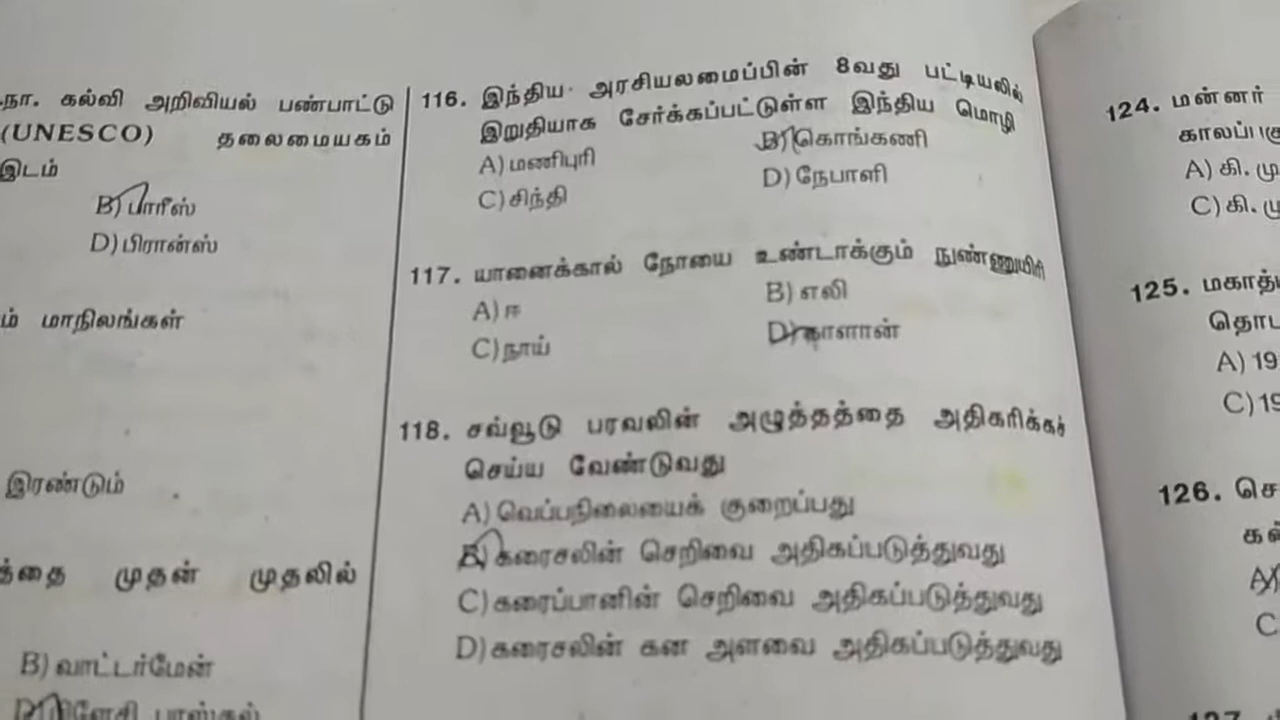 .நா. கல்வி அறிவியல் பண்பாட்டு
(UNESCO) தலைமையகம்
இடம்
B) பாரீஸ்
D) பிரான்ஸ்
ம் மாநிலங்கள்
இரண்டும்
த்தை முதன் முதலில்
B) வாட்டர்மேன்
116. இந்திய அரசியலமைப்பின் 8வது பட்டியலில்
இறுதியாக சேர்க்கப்பட்டுள்ள இந்திய மொழி
A) மணிபுரி B) கொங்கணி
C) சிந்தி D) நேபாளி
117. யானைக்கால் நோயை உண்டாக்கும் நுண்ணுயிரி
A) ஈ B) எலி
C) நாய் D) நாளான்
118. சவ்வூடு பரவலின் அழுத்தத்தை அதிகரிக்கச்
செய்ய வேண்டுவது
A) வெப்பநிலையைக் குறைப்பது
B) கரைசலின் செறிவை அதிகப்படுத்துவது
C) கரைப்பானின் செறிவை அதிகப்படுத்துவது
D) கரைசலின் கன அளவை அதிகப்படுத்துவது
124. மன்னர்
A) கி. மு
C) கி. மு
125. மகாத்
தொட
A) 19
C) 19
126. செ
A)
C